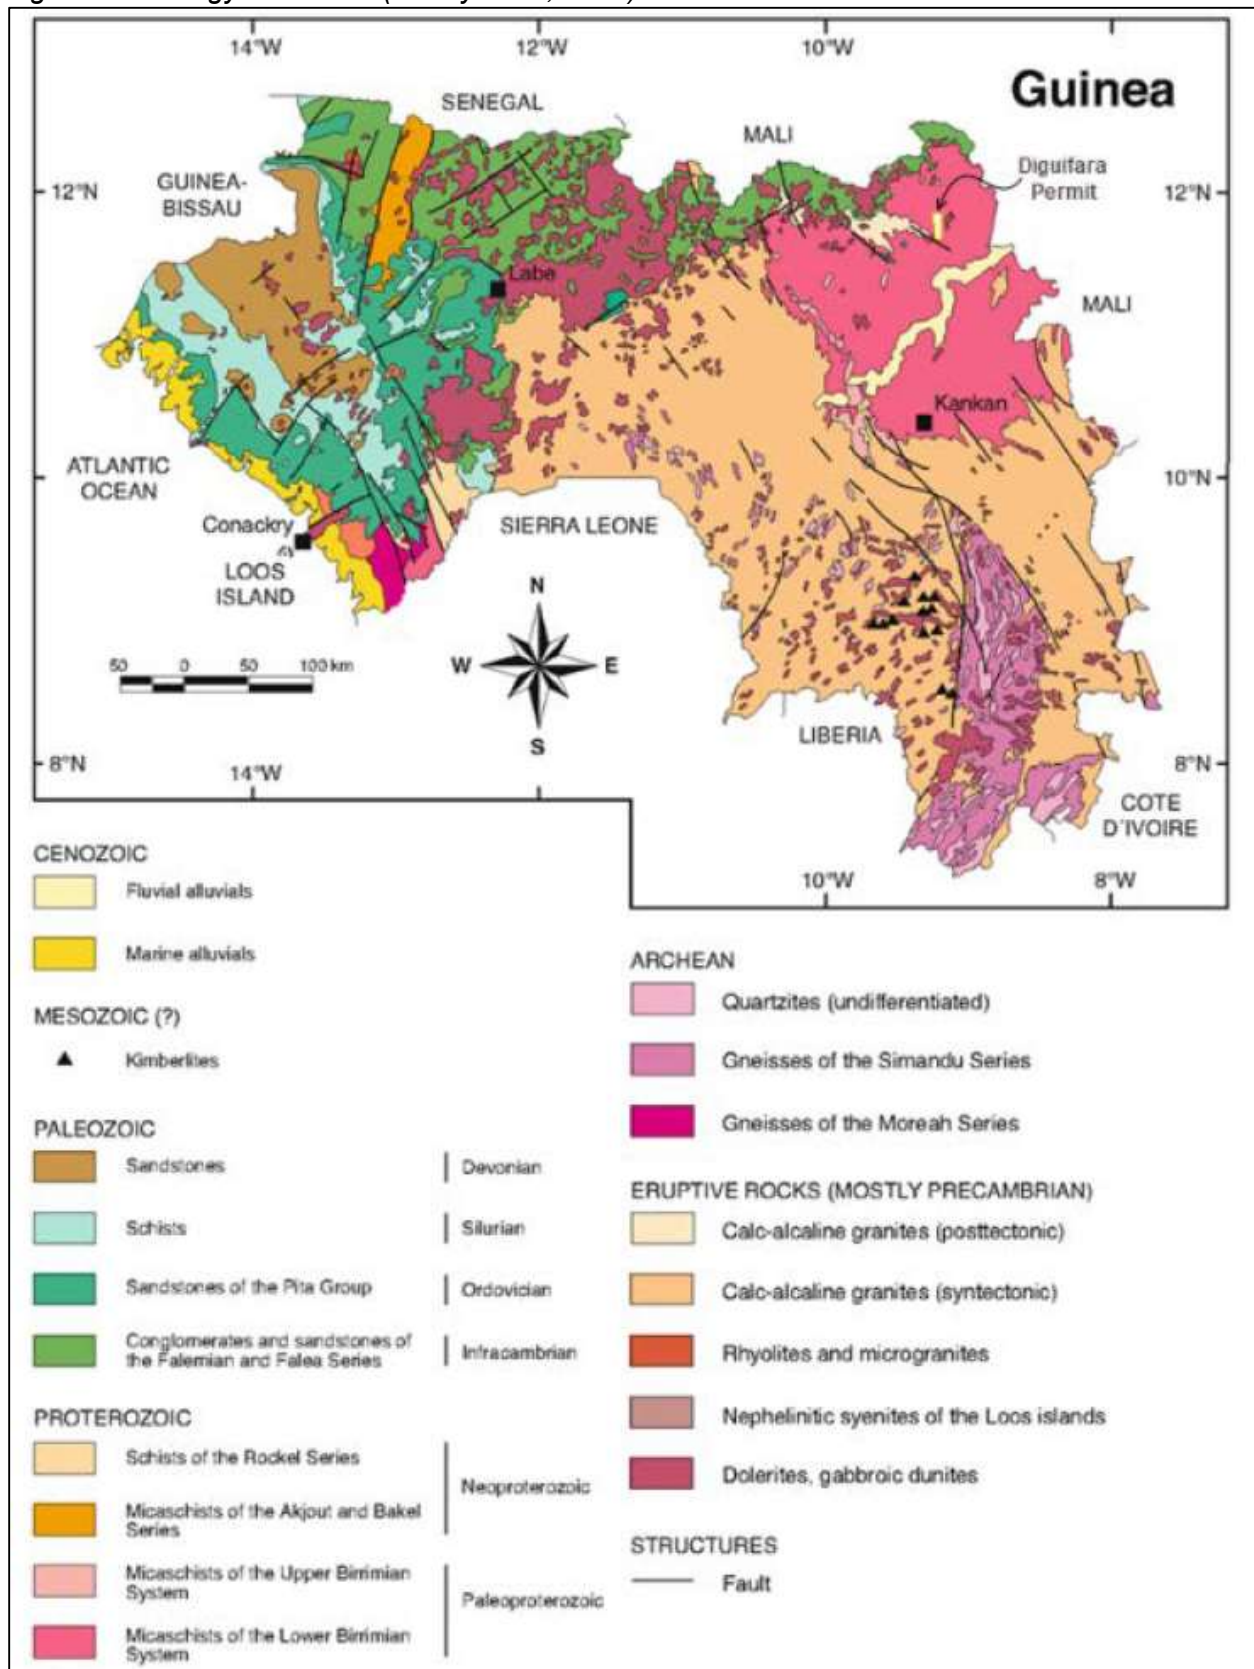 14°W
12°W
10°W
Guinea
SENEGAL
MALI
Diguifara
Permit
12°N
GUINEA-
BISSAU
12°N
Labe
MALI
Kankan
ATLANTIC
OCEAN
10°N
Conackry
SIERRA LEONE
LOOS
ISLAND
N
W
E
S
50
0
50
100 km
LIBERIA
8°N
14°W
8°N
COTE
D'IVOIRE
10°W
8°W
CENOZOIC
Fluvial alluvials
Marine alluvials
MESOZOIC (?)
Kimberlites
PALEOZOIC
Sandstones
Devonian
Schists
Silurian
Sandstones of the Pita Group
Ordovician
Conglomerates and sandstones of
the Falemian and Falea Series
Infracambrian
PROTEROZOIC
Schists of the Rockel Series
Neoproterozoic
Micaschists of the Akjout and Bakel
Series
Micaschists of the Upper Birrimian
System
Paleoproterozoic
Micaschists of the Lower Birrimian
System
ARCHEAN
Quartzites (undifferentiated)
Gneisses of the Simandu Series
Gneisses of the Moreah Series
ERUPTIVE ROCKS (MOSTLY PRECAMBRIAN)
Calc-alcaline granites (posttectonic)
Calc-alcaline granites (syntectonic)
Rhyolites and microgranites
Nephelinitic syenites of the Loos islands
Dolerites, gabbroic dunites
STRUCTURES
Fault